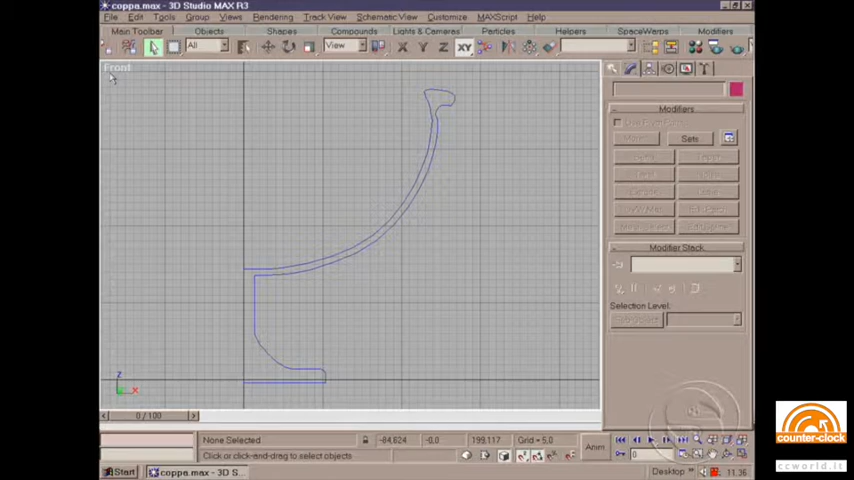 coppa.max - 3D Studio MAX R3
File Edit Tools Group Views Rendering Track View Schematic View Customize MAXScript Help
Main Toolbar Objects Shapes Lights & Cameras Particles Helpers SpaceWarps Modifiers
All View X Y Z XY
Front
Modifiers
Sets
Modifier Stack
Selection Level:
z
x
0 / 100
None Selected -84,624 -0,0 199,117 Grid = 5,0 Anim
Click or click-and-drag to select objects 0
Start coppa.max - 3D S... Desktop 11.36
counter-clock
ccworld.it